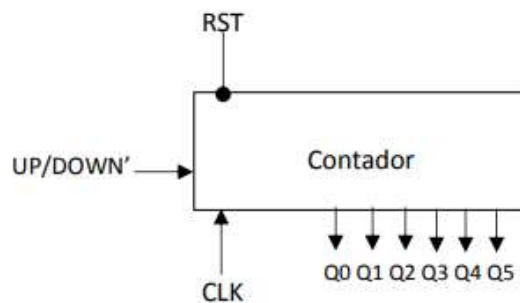 RST
UP/DOWN’
Contador
Q0 Q1 Q2 Q3 Q4 Q5
CLK